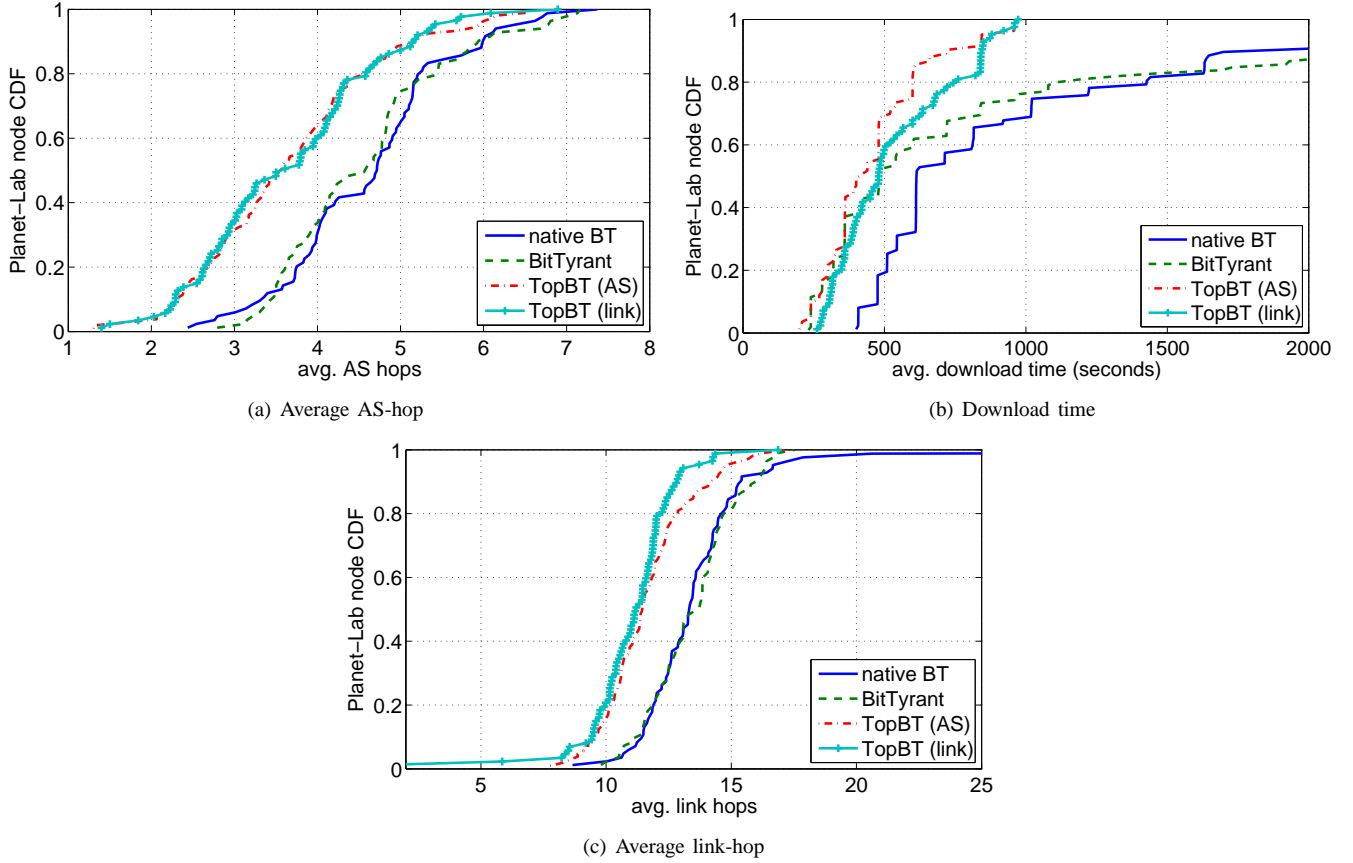 Planet-Lab node CDF
1
0.8
0.6
0.4
0.2
0
1 2 3 4 5 6 7 8
avg. AS hops
native BT
BitTyrant
TopBT (AS)
TopBT (link)
(a) Average AS-hop
Planet-Lab node CDF
1
0.8
0.6
0.4
0.2
0
0 500 1000 1500 2000
avg. download time (seconds)
native BT
BitTyrant
TopBT (AS)
TopBT (link)
(b) Download time
Planet-Lab node CDF
1
0.8
0.6
0.4
0.2
0
5 10 15 20 25
avg. link hops
native BT
BitTyrant
TopBT (AS)
TopBT (link)
(c) Average link-hop